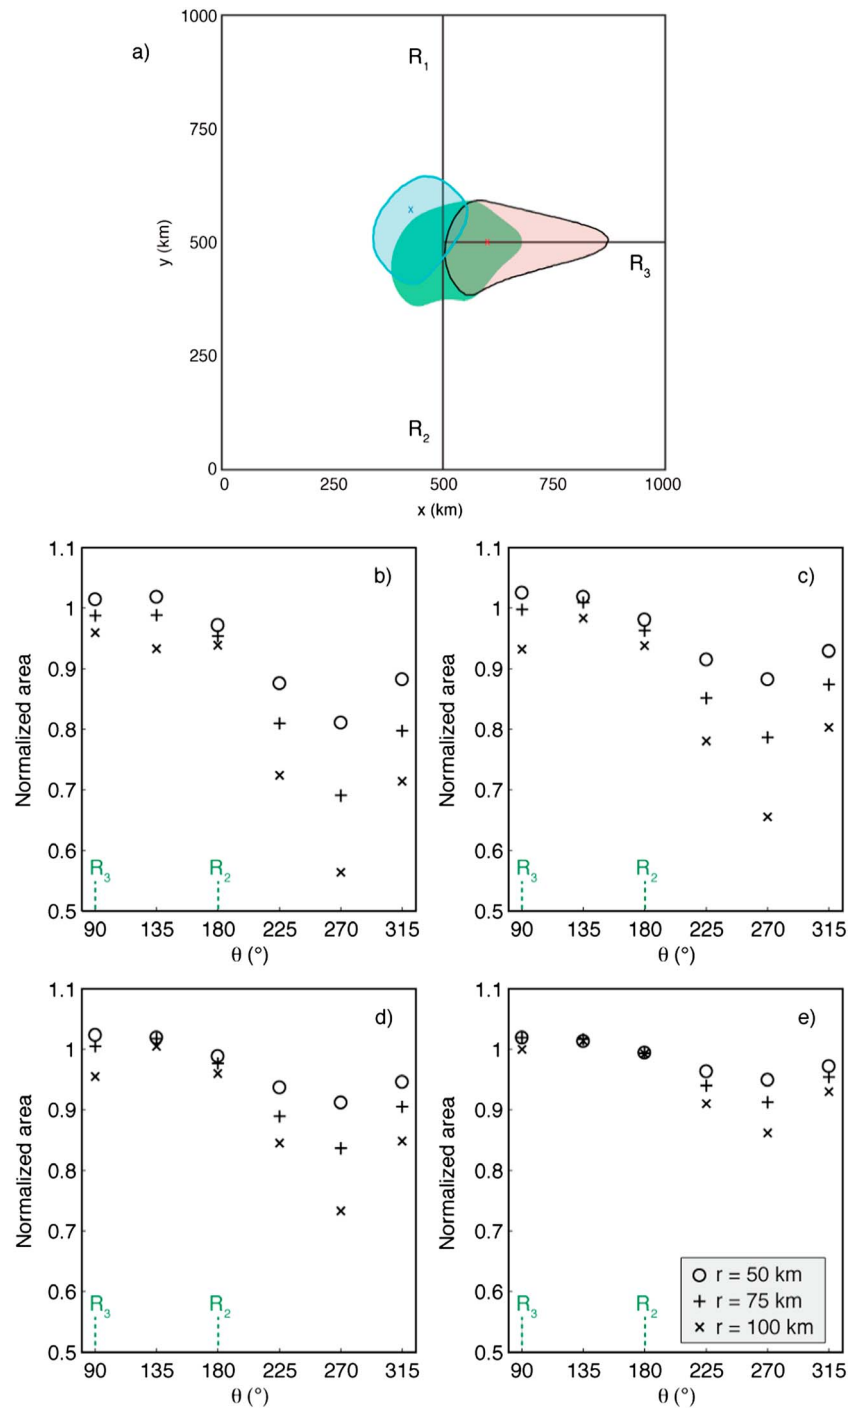 a)
1000
R1
750
y (km)
500
R3
250
R2
0
0 250 500 750 1000
x (km)
b)
1.1
1
0.9
0.8
0.7
0.6
0.5
Normalized area
R3 R2
90 135 180 225 270 315
θ (°)
c)
1.1
1
0.9
0.8
0.7
0.6
0.5
Normalized area
R3 R2
90 135 180 225 270 315
θ (°)
d)
1.1
1
0.9
0.8
0.7
0.6
0.5
Normalized area
R3 R2
90 135 180 225 270 315
θ (°)
e)
1.1
1
0.9
0.8
0.7
0.6
0.5
Normalized area
R3 R2
r = 50 km
r = 75 km
r = 100 km
90 135 180 225 270 315
θ (°)